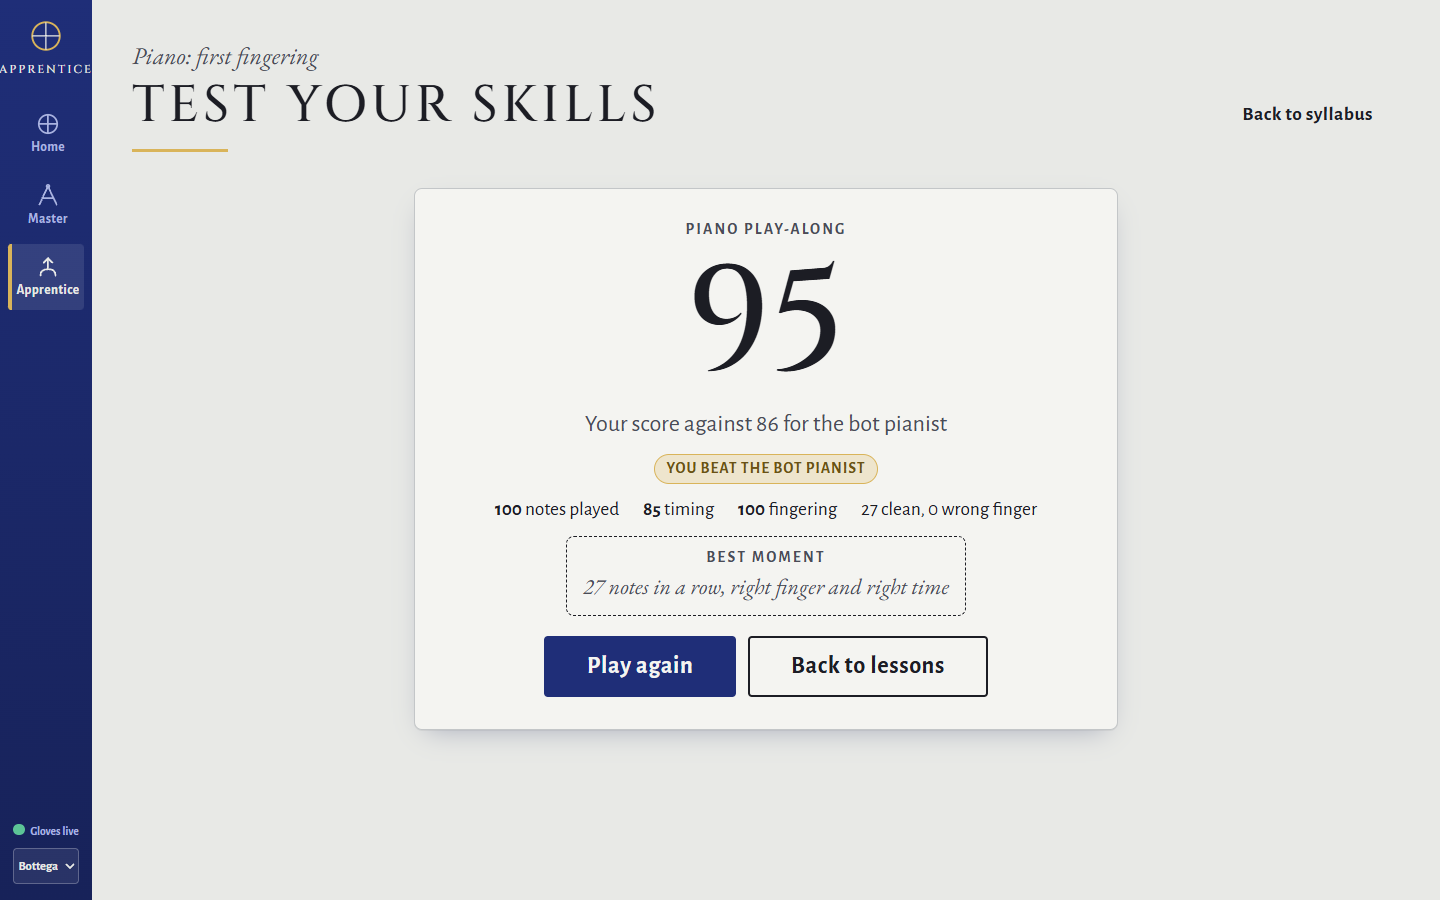 APPRENTICE
Home
Master
Apprentice
Gloves live
Bottega
Piano: first fingering
TEST YOUR SKILLS
Back to syllabus
PIANO PLAY-ALONG
95
Your score against 86 for the bot pianist
YOU BEAT THE BOT PIANIST
100 notes played 85 timing 100 fingering 27 clean, 0 wrong finger
BEST MOMENT
27 notes in a row, right finger and right time
Play again Back to lessons